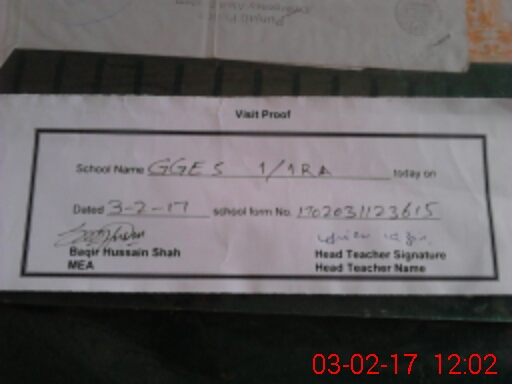 Visit Proof
School Name GGES 1/1RA today on
Dated 3-2-17 school form No. 1702031123615
Baqir Hussain Shah Head Teacher Signature
MEA Head Teacher Name
03-02-17 12:02